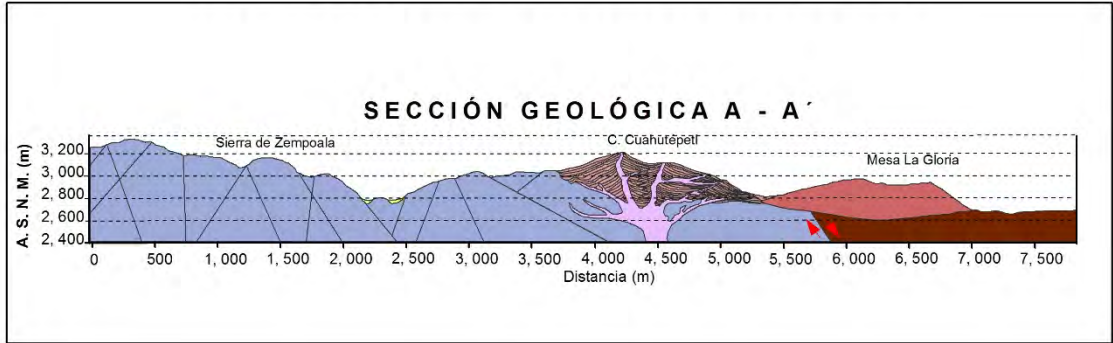 SECCIÓN GEOLÓGICA A - A´
Sierra de Zempoala
C. Cuahutépetl
Mesa La Gloria
A. S. N. M. (m)
3, 200
3, 000
2, 800
2, 600
2, 400
0 500 1, 000 1, 500 2, 000 2, 500 3, 000 3, 500 4, 000 4, 500 5, 000 5, 500 6, 000 6, 500 7, 000 7, 500
Distancia (m)